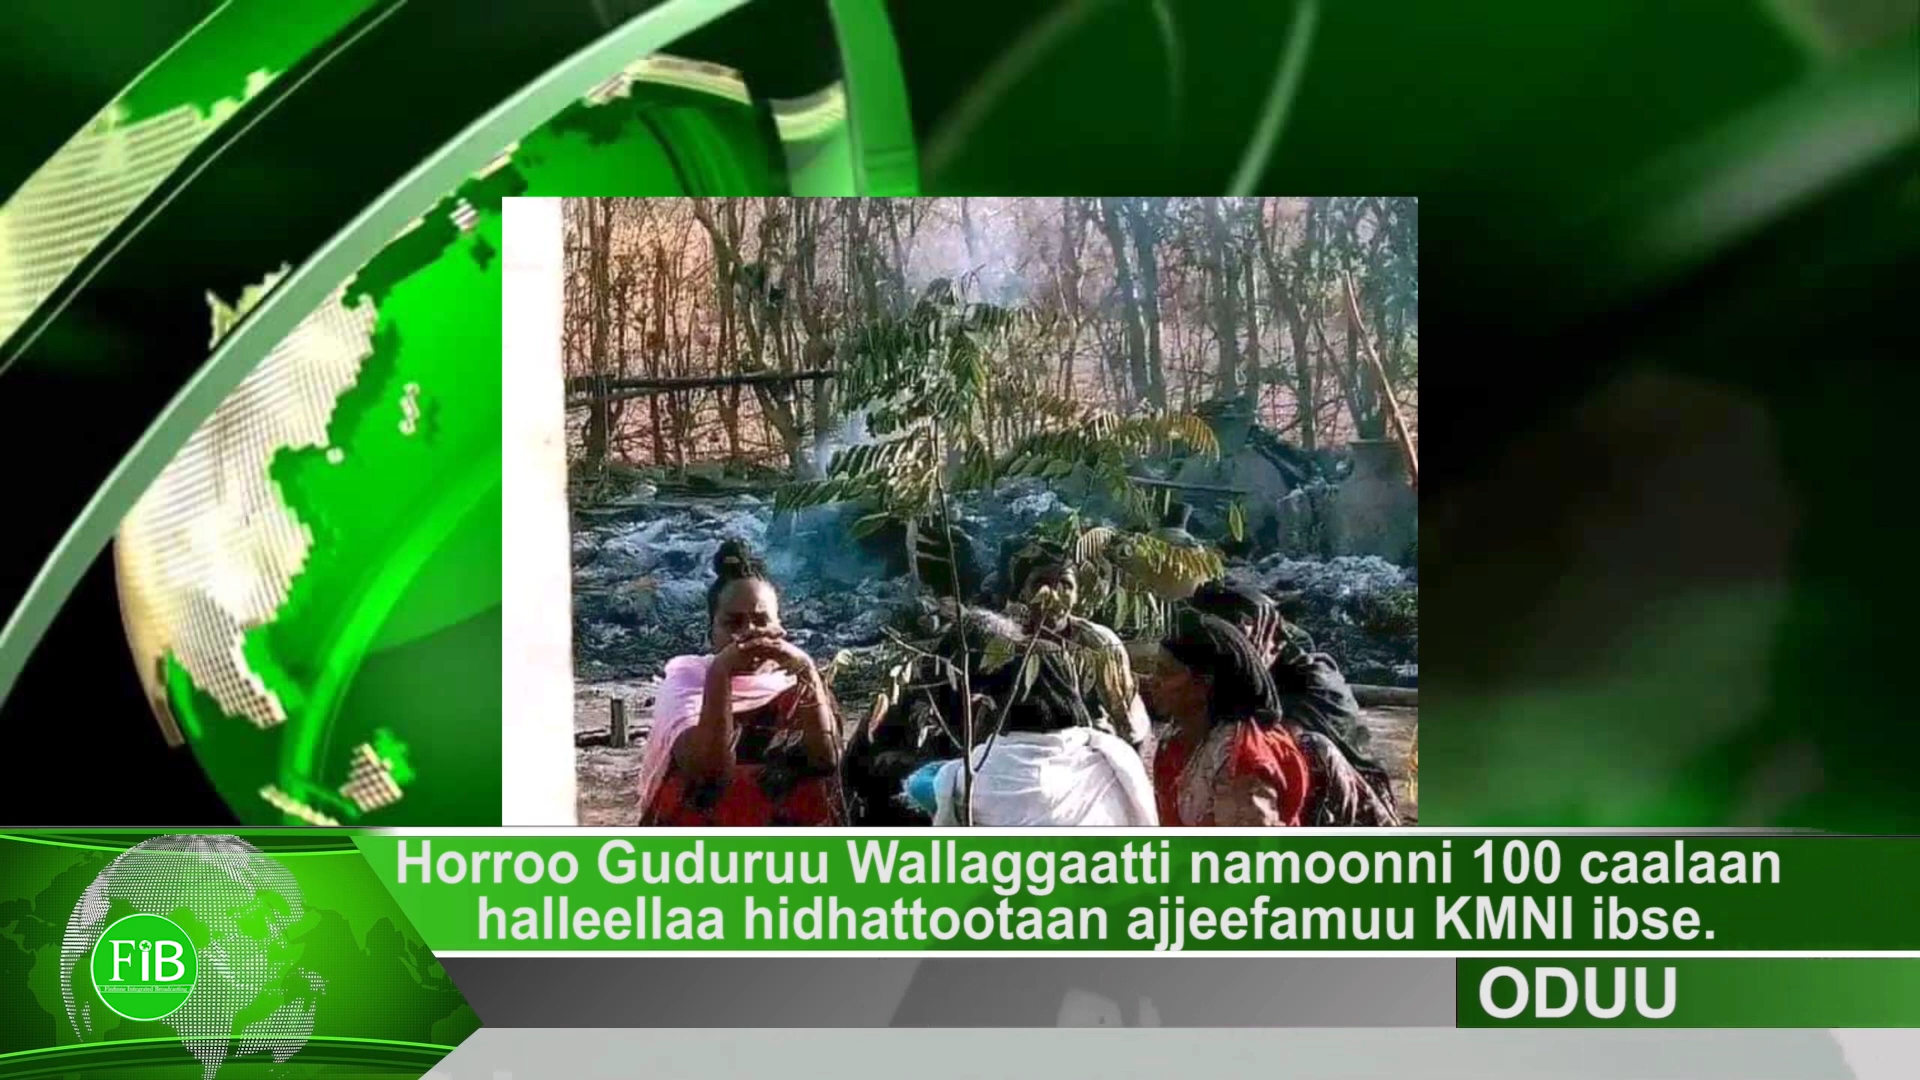 Horroo Guduruu Wallaggaatti namoonni 100 caalaan
halleellaa hidhattootaan ajjeefamuu KMNI ibse.
ODUU
FIB